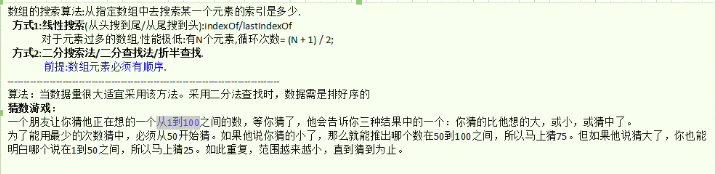 数组的搜索算法:从指定数组中去搜索某一个元素的索引是多少.
方式1:线性搜索(从头搜到尾/从尾搜到头):indexOf/lastIndexOf
对于元素过多的数组,性能极低:有N个元素,循环次数= (N + 1) / 2;
方式2:二分搜索法/二分查找法/折半查找.
前提:数组元素必须有顺序.
----------------------------------------------------------------------
算法：当数据量很大适宜采用该方法。采用二分法查找时，数据需是排好序的
猜数游戏：
一个朋友让你猜他正在想的一个从1到100之间的数，等你猜了，他会告诉你三种结果中的一个：你猜的比他想的大，或小，或猜中了。
为了能用最少的次数猜中，必须从50开始猜。如果他说你猜的小了，那么就能推出哪个数在50到100之间，所以马上猜75。但如果他说猜大了，你也能
明白哪个说在1到50之间，所以马上猜25。如此重复，范围越来越小，直到猜到为止。